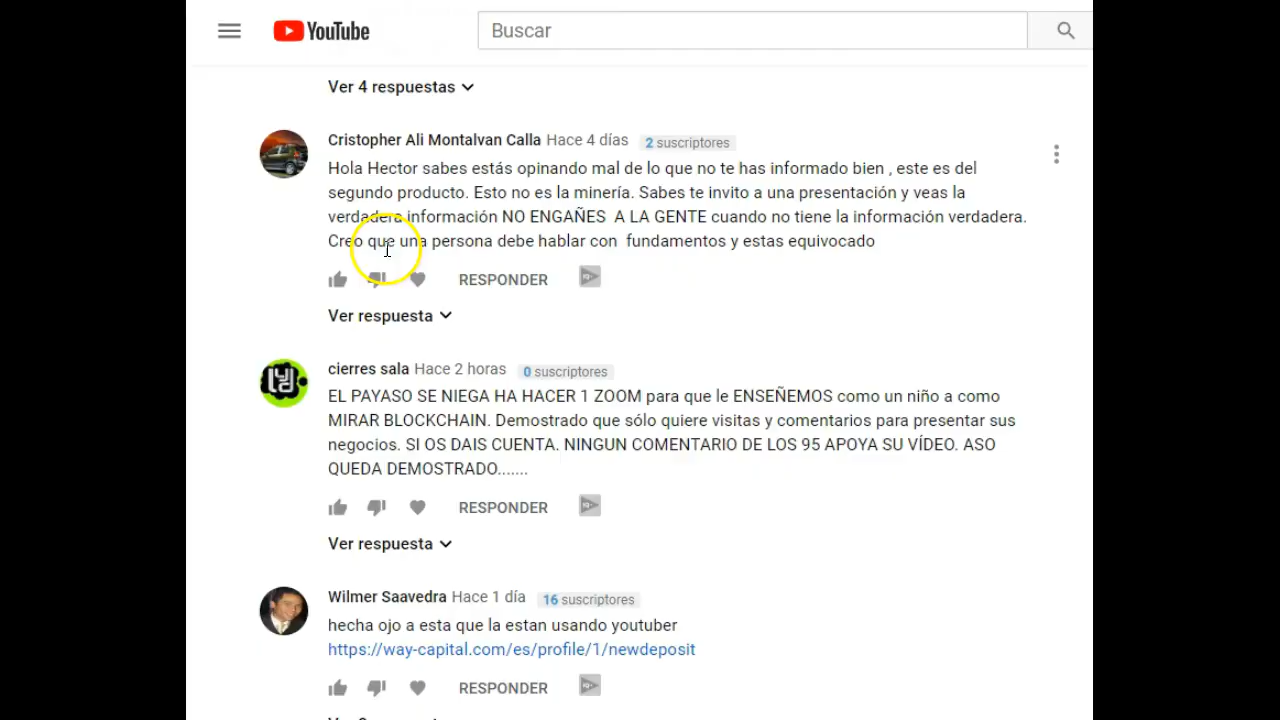 YouTube
Buscar
Ver 4 respuestas
Cristopher Ali Montalvan Calla Hace 4 días 2 suscriptores
Hola Hector sabes estás opinando mal de lo que no te has informado bien , este es del
segundo producto. Esto no es la minería. Sabes te invito a una presentación y veas la
verdadera información NO ENGAÑES A LA GENTE cuando no tiene la información verdadera.
Creo que una persona debe hablar con fundamentos y estas equivocado
RESPONDER
Ver respuesta
cierres sala Hace 2 horas 0 suscriptores
EL PAYASO SE NIEGA HA HACER 1 ZOOM para que le ENSEÑEMOS como un niño a como
MIRAR BLOCKCHAIN. Demostrado que sólo quiere visitas y comentarios para presentar sus
negocios. SI OS DAIS CUENTA. NINGUN COMENTARIO DE LOS 95 APOYA SU VÍDEO. ASO
QUEDA DEMOSTRADO.......
RESPONDER
Ver respuesta
Wilmer Saavedra Hace 1 día 16 suscriptores
hecha ojo a esta que la estan usando youtuber
https://way-capital.com/es/profile/1/newdeposit
RESPONDER